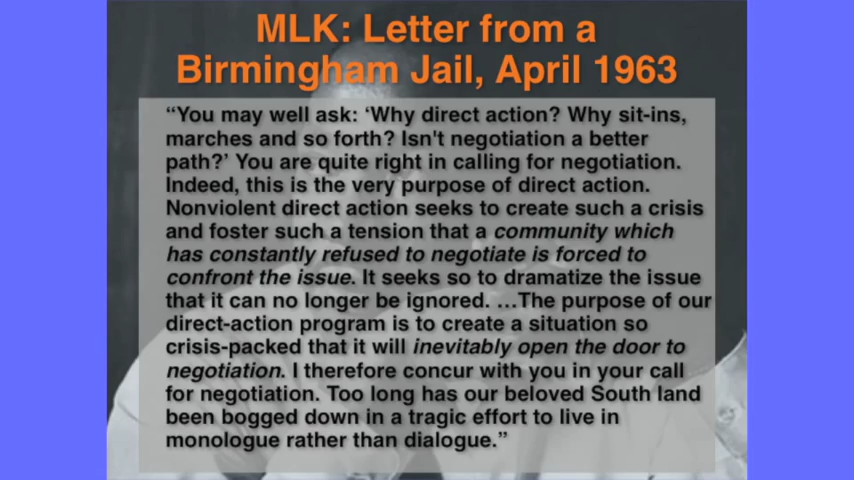 MLK: Letter from a
Birmingham Jail, April 1963
“You may well ask: ‘Why direct action? Why sit-ins,
marches and so forth? Isn't negotiation a better
path?’ You are quite right in calling for negotiation.
Indeed, this is the very purpose of direct action.
Nonviolent direct action seeks to create such a crisis
and foster such a tension that a community which
has constantly refused to negotiate is forced to
confront the issue. It seeks so to dramatize the issue
that it can no longer be ignored. …The purpose of our
direct-action program is to create a situation so
crisis-packed that it will inevitably open the door to
negotiation. I therefore concur with you in your call
for negotiation. Too long has our beloved South land
been bogged down in a tragic effort to live in
monologue rather than dialogue.”